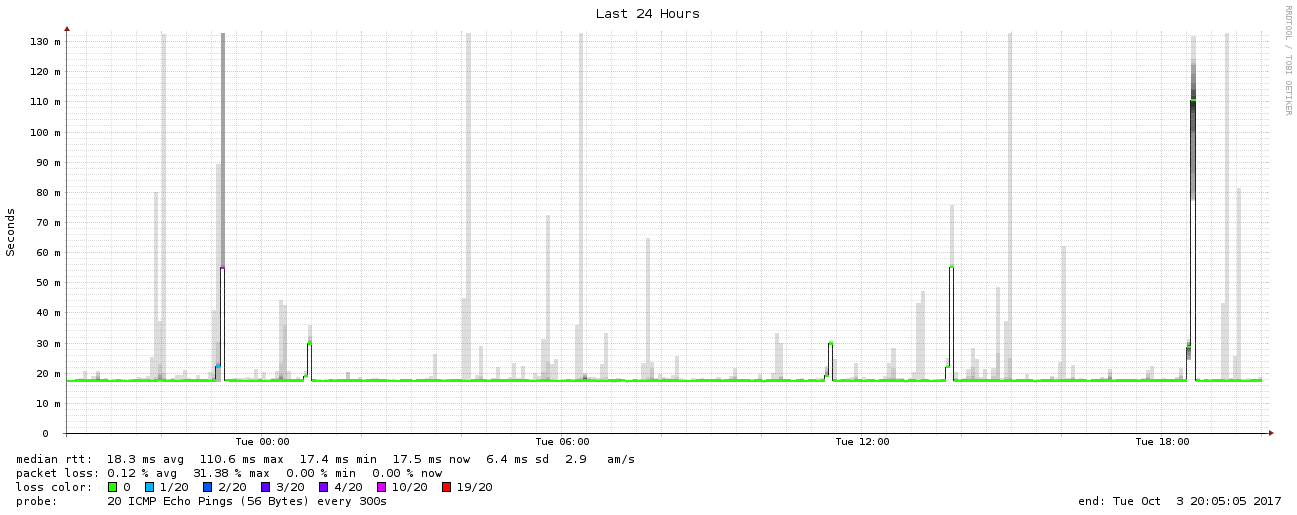 Last 24 Hours
RRDTOOL / TOBI OETIKER
Seconds
130 m
120 m
110 m
100 m
90 m
80 m
70 m
60 m
50 m
40 m
30 m
20 m
10 m
0
Tue 00:00 Tue 06:00 Tue 12:00 Tue 18:00
median rtt: 18.3 ms avg 110.6 ms max 17.4 ms min 17.5 ms now 6.4 ms sd 2.9 am/s
packet loss: 0.12 % avg 31.38 % max 0.00 % min 0.00 % now
loss color: 0 1/20 2/20 3/20 4/20 10/20 19/20
probe: 20 ICMP Echo Pings (56 Bytes) every 300s end: Tue Oct 3 20:05:05 2017